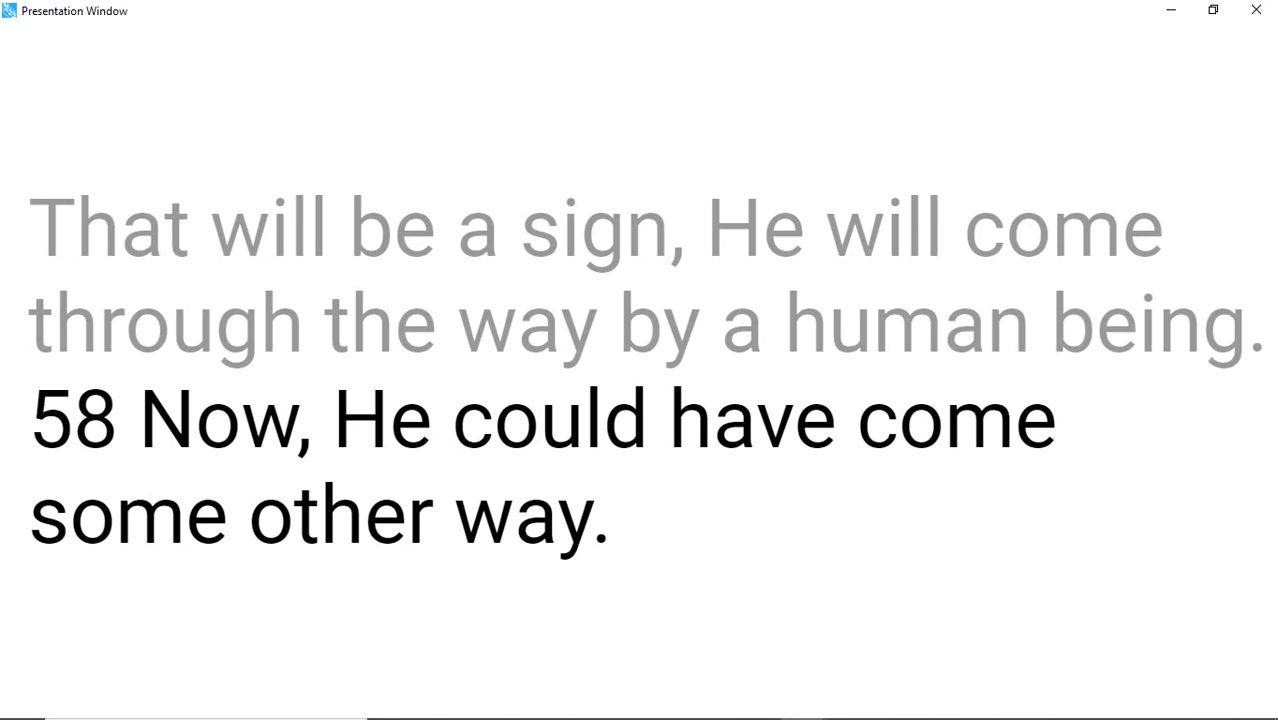 Presentation Window
That will be a sign, He will come
through the way by a human being.
58 Now, He could have come
some other way.